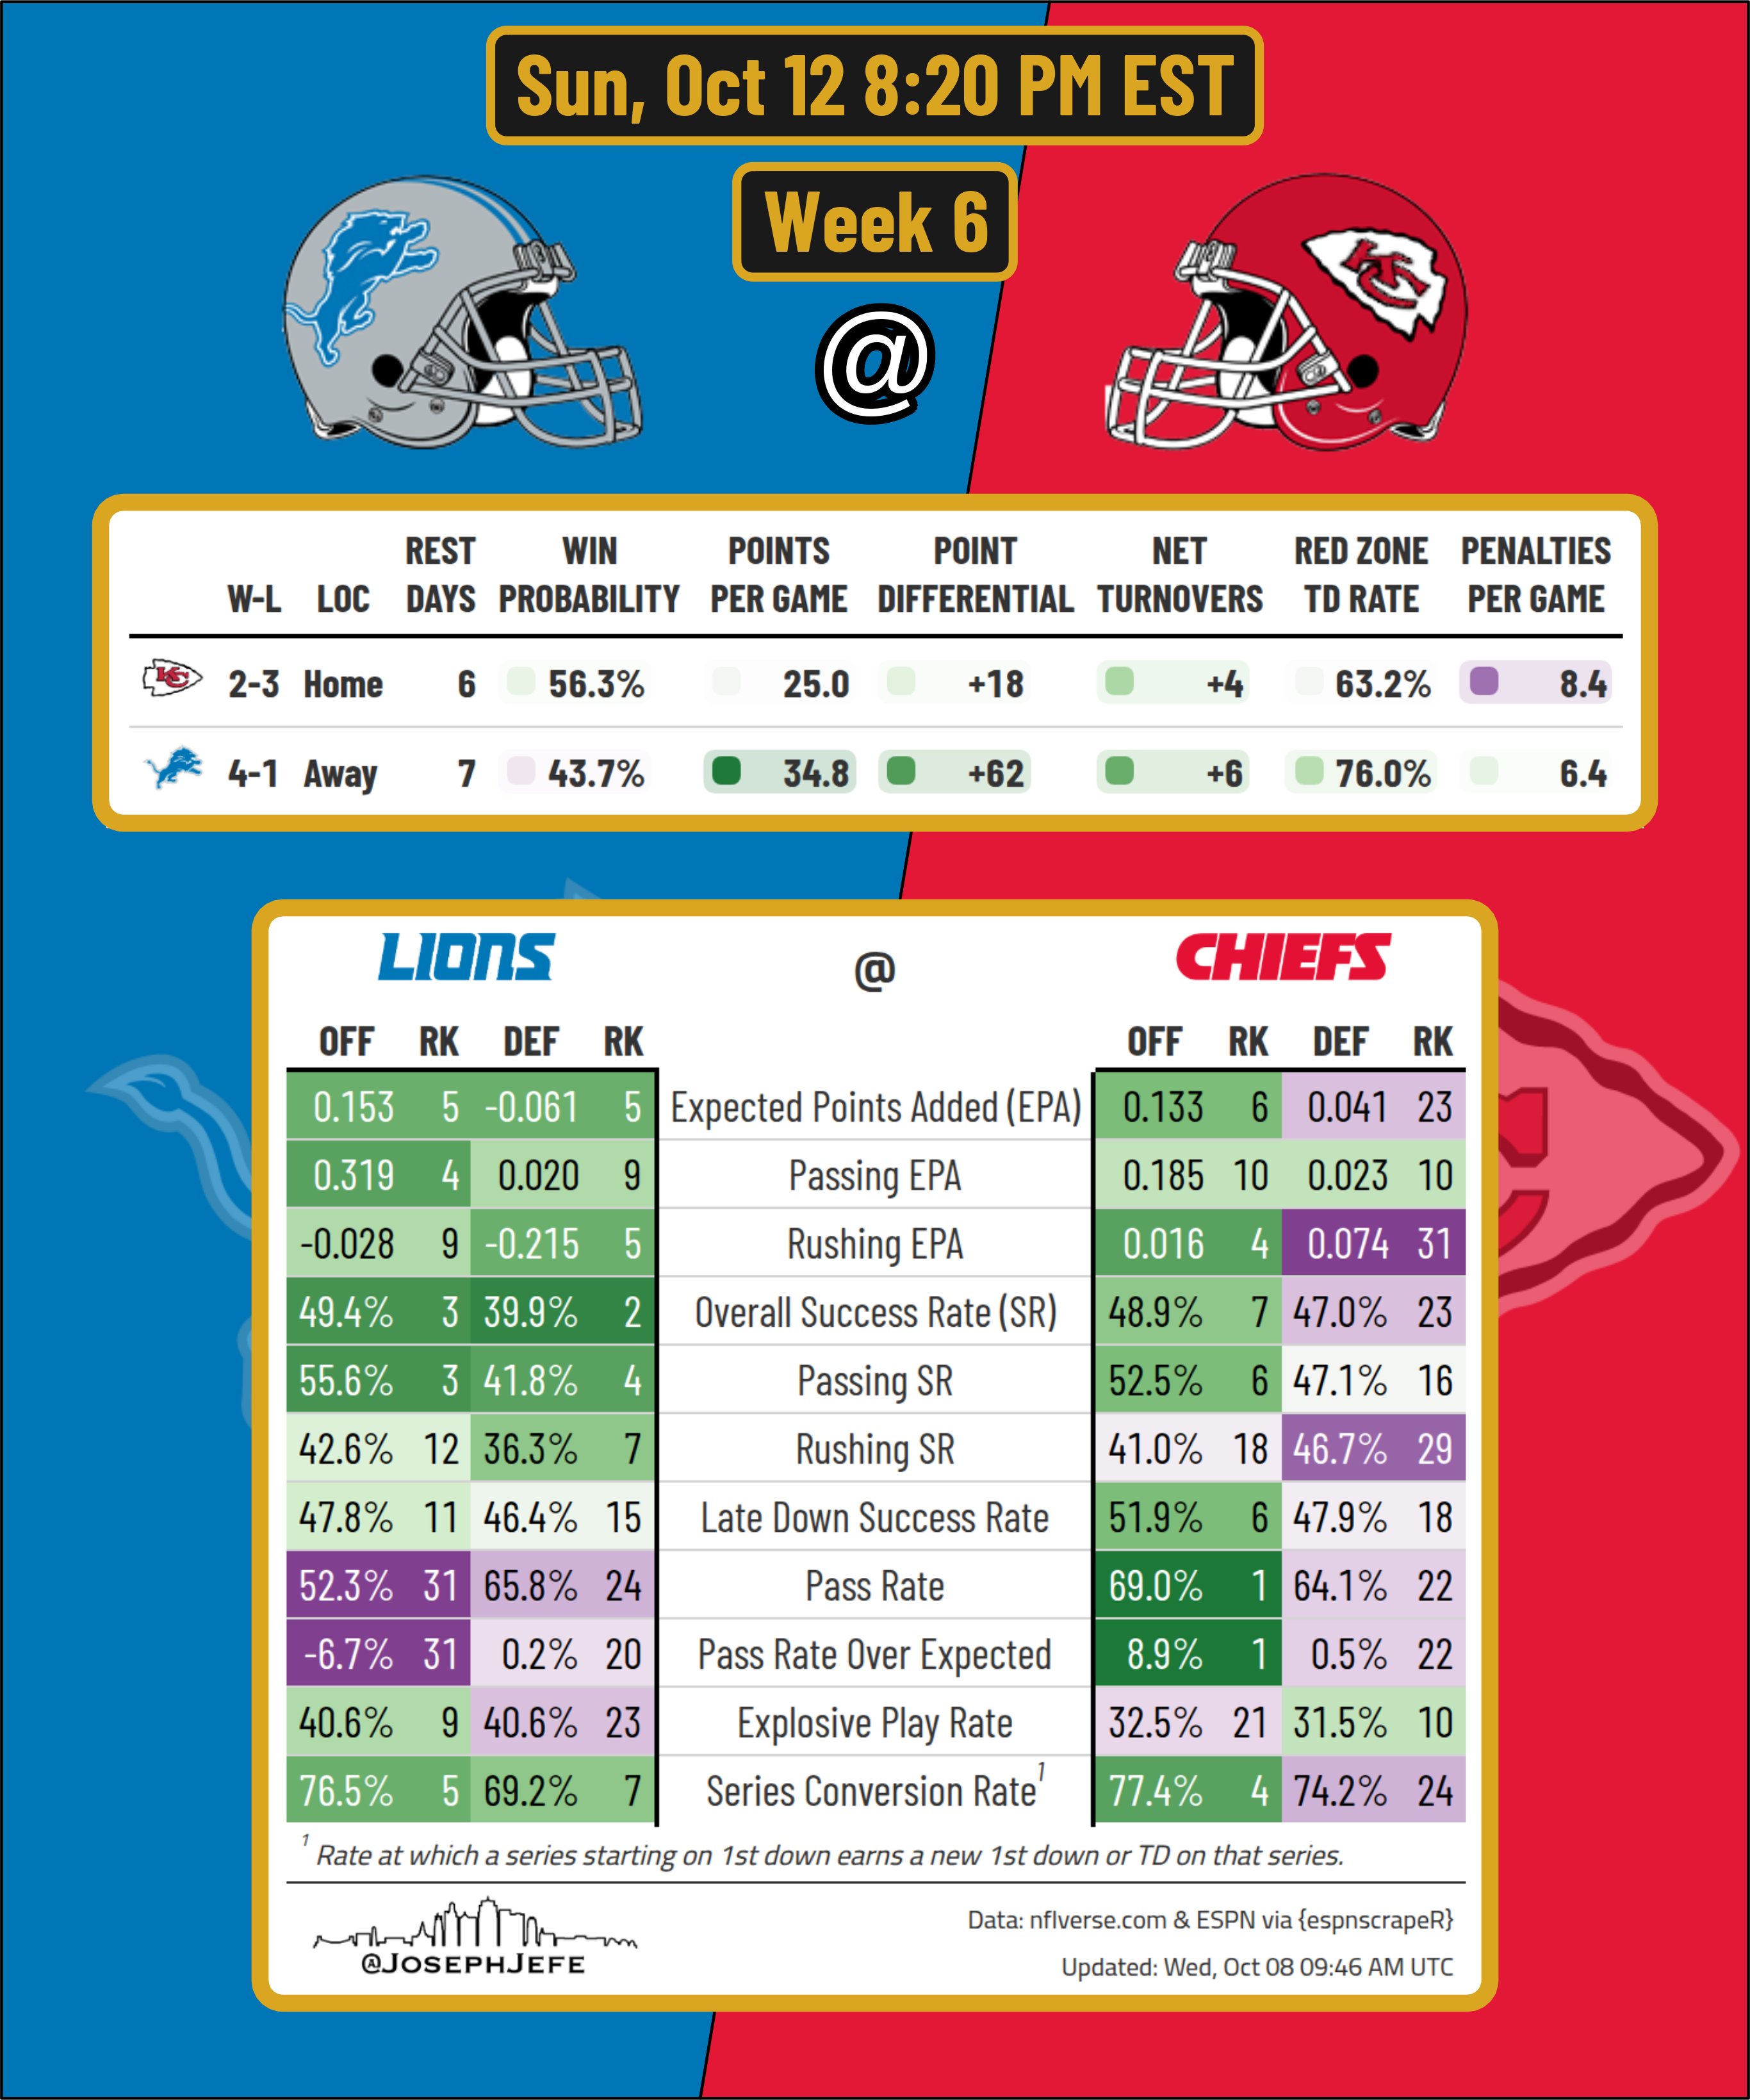 Sun, Oct 12 8:20 PM EST
Week 6
@
KC
REST WIN POINTS POINT NET RED ZONE PENALTIES
W-L LOC DAYS PROBABILITY PER GAME DIFFERENTIAL TURNOVERS TD RATE PER GAME
KC 2-3 Home 6 56.3% 25.0 +18 +4 63.2% 8.4
4-1 Away 7 43.7% 34.8 +62 +6 76.0% 6.4
LIONS @ CHIEFS
OFF RK DEF RK OFF RK DEF RK
0.153 5 -0.061 5 Expected Points Added (EPA) 0.133 6 0.041 23
0.319 4 0.020 9 Passing EPA 0.185 10 0.023 10
-0.028 9 -0.215 5 Rushing EPA 0.016 4 0.074 31
49.4% 3 39.9% 2 Overall Success Rate (SR) 48.9% 7 47.0% 23
55.6% 3 41.8% 4 Passing SR 52.5% 6 47.1% 16
42.6% 12 36.3% 7 Rushing SR 41.0% 18 46.7% 29
47.8% 11 46.4% 15 Late Down Success Rate 51.9% 6 47.9% 18
52.3% 31 65.8% 24 Pass Rate 69.0% 1 64.1% 22
-6.7% 31 0.2% 20 Pass Rate Over Expected 8.9% 1 0.5% 22
40.6% 9 40.6% 23 Explosive Play Rate 32.5% 21 31.5% 10
76.5% 5 69.2% 7 Series Conversion Rate¹ 77.4% 4 74.2% 24
¹ Rate at which a series starting on 1st down earns a new 1st down or TD on that series.
@JOSEPHJEFE
Data: nflverse.com & ESPN via {espnscrapeR}
Updated: Wed, Oct 08 09:46 AM UTC